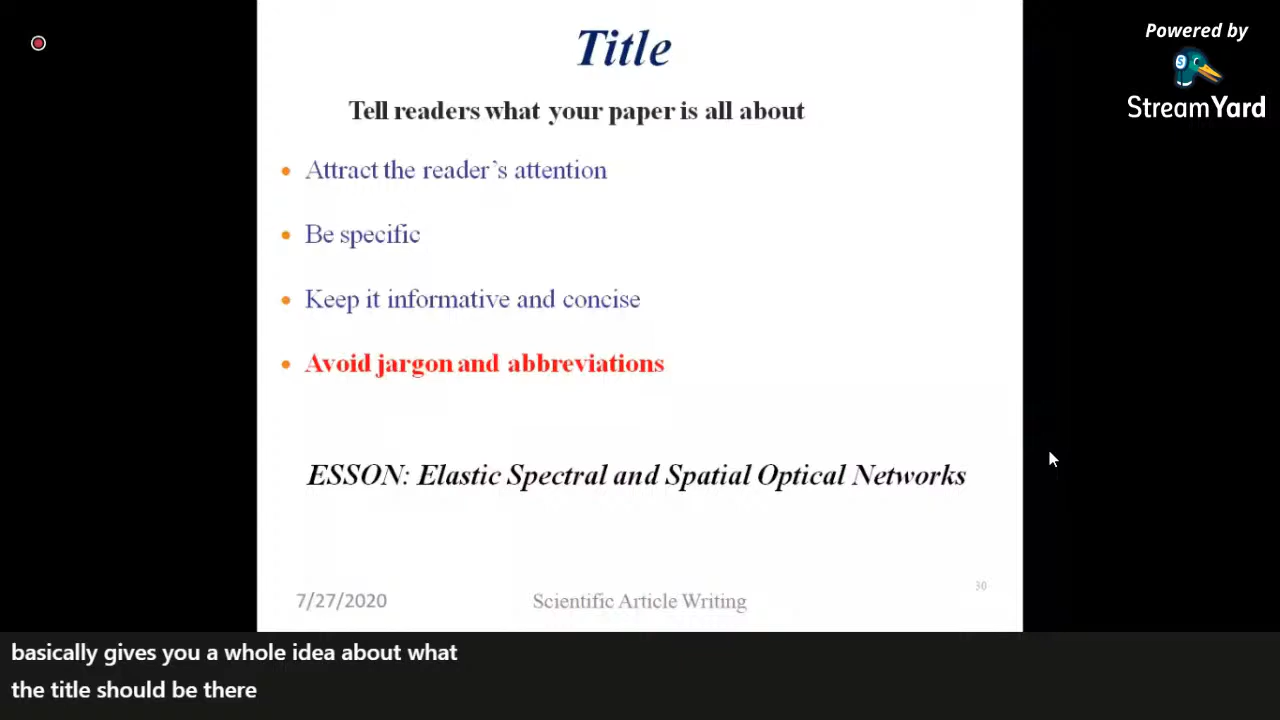 Powered by
StreamYard
Title
Tell readers what your paper is all about
• Attract the reader’s attention
• Be specific
• Keep it informative and concise
• Avoid jargon and abbreviations
ESSON: Elastic Spectral and Spatial Optical Networks
30
7/27/2020 Scientific Article Writing
basically gives you a whole idea about what
the title should be there